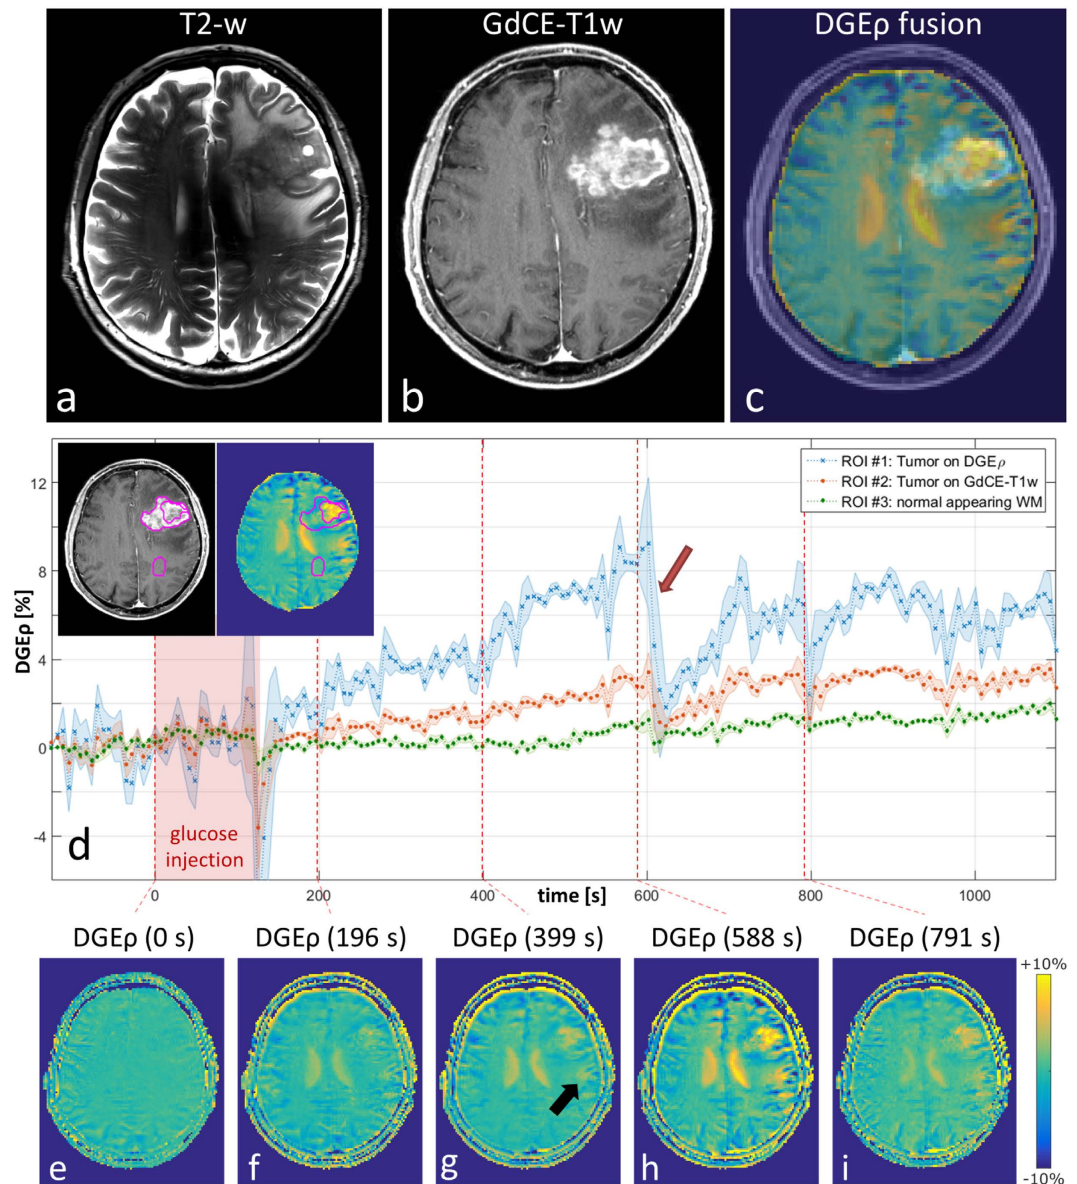 T2-w
GdCE-T1w
DGEρ fusion
a
b
c
DGEρ [%]
12
8
4
0
-4
ROI #1: Tumor on DGEρ
ROI #2: Tumor on GdCE-T1w
ROI #3: normal appearing WM
d
glucose
injection
0
200
400
600
800
1000
time [s]
DGEρ (0 s)
DGEρ (196 s)
DGEρ (399 s)
DGEρ (588 s)
DGEρ (791 s)
e
f
g
h
i
+10%
-10%